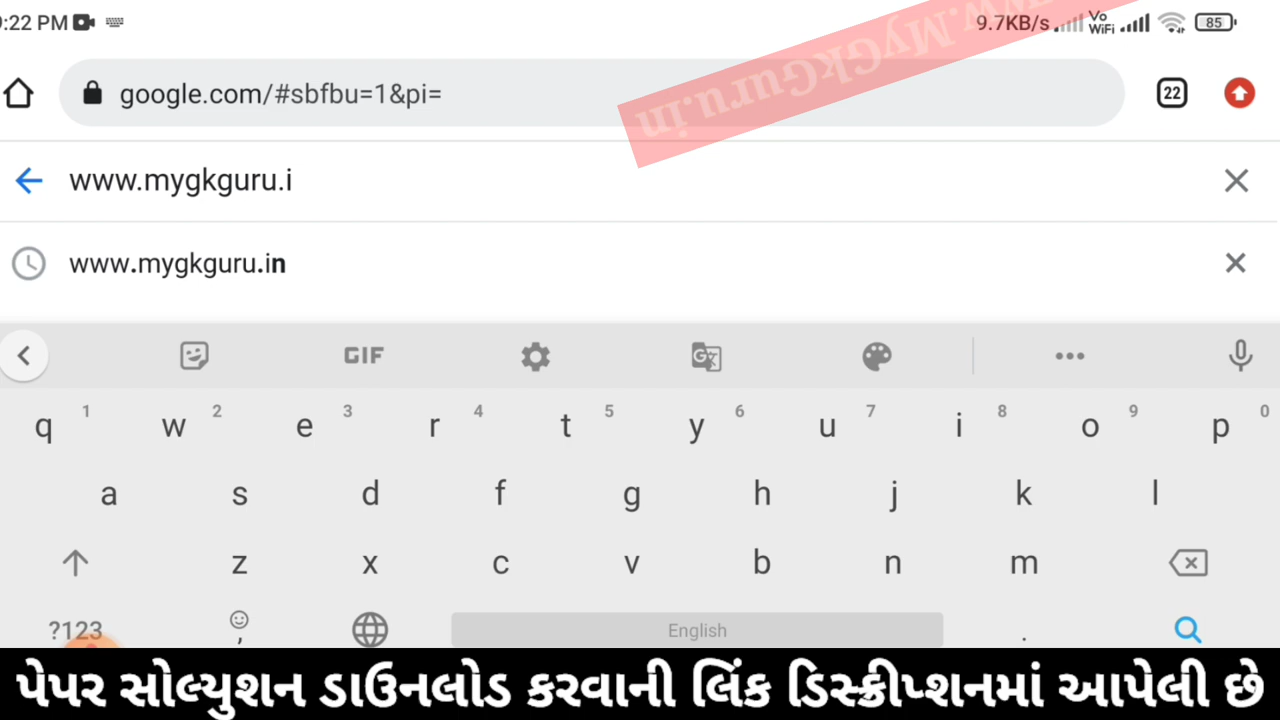 9:22 PM 9.7KB/s Vo WiFi 85
google.com/#sbfbu=1&pi= 22
www.MyGkGuru.in
www.mygkguru.i
www.mygkguru.in
GIF
q 1 w 2 e 3 r 4 t 5 y 6 u 7 i 8 o 9 p 0
a s d f g h j k l
z x c v b n m
?123 , English .
પેપર સોલ્યુશન ડાઉનલોડ કરવાની લિંક ડિસ્ક્રીપ્શનમાં આપેલી છે